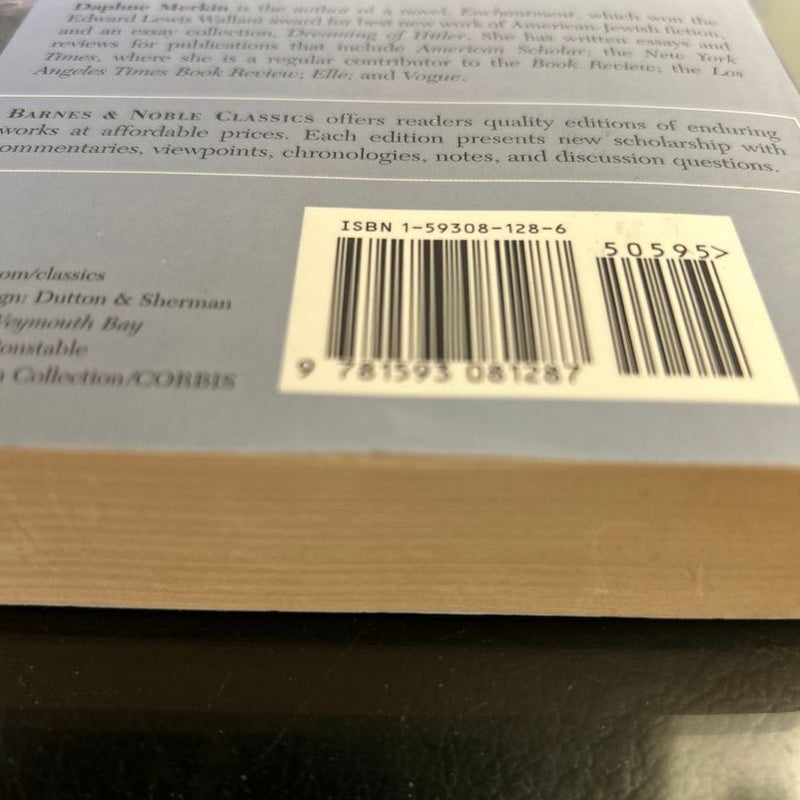 Daphne Merkin is the author of a novel, Enchantment, which won the
Edward Lewis Wallant award for best new work of American-Jewish fiction,
and an essay collection, Dreaming of Hitler. She has written essays and
reviews for publications that include American Scholar; the New York
Times, where she is a regular contributor to the Book Review; the Los
Angeles Times Book Review; Elle; and Vogue.
BARNES & NOBLE CLASSICS offers readers quality editions of enduring
works at affordable prices. Each edition presents new scholarship with
ommentaries, viewpoints, chronologies, notes, and discussion questions.
om/classics
gn: Dutton & Sherman
Weymouth Bay
Constable
n Collection/CORBIS
ISBN 1-59308-128-6
50595>
9 781593 081287